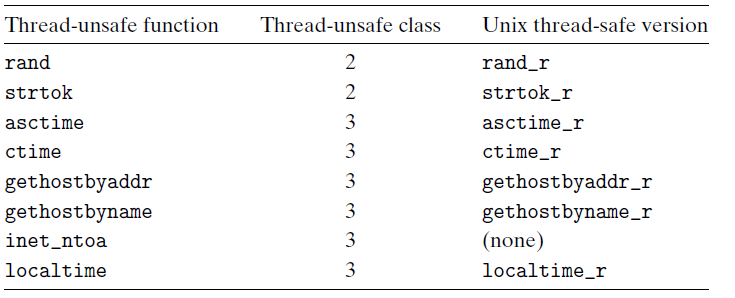 Thread-unsafe function Thread-unsafe class Unix thread-safe version
rand 2 rand_r
strtok 2 strtok_r
asctime 3 asctime_r
ctime 3 ctime_r
gethostbyaddr 3 gethostbyaddr_r
gethostbyname 3 gethostbyname_r
inet_ntoa 3 (none)
localtime 3 localtime_r